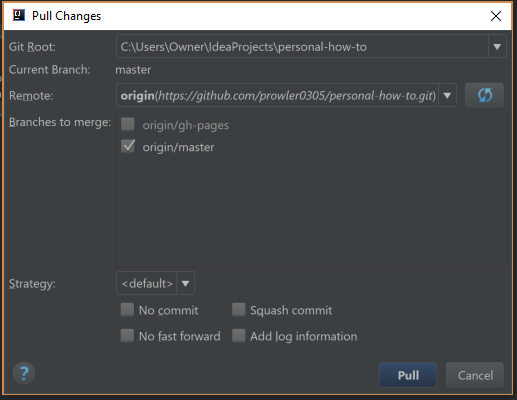 Pull Changes
Git Root: C:\Users\Owner\IdeaProjects\personal-how-to
Current Branch: master
Remote: origin(https://github.com/prowler0305/personal-how-to.git)
Branches to merge: origin/gh-pages
origin/master
Strategy: <default>
No commit Squash commit
No fast forward Add log information
? Pull Cancel